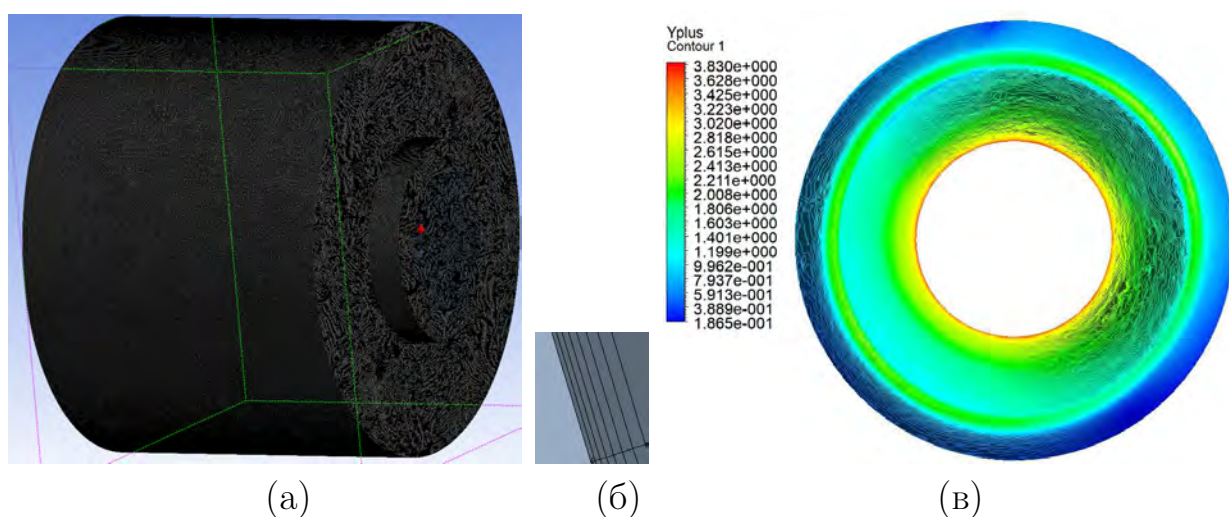 Yplus
Contour 1
3.830e+000
3.628e+000
3.425e+000
3.223e+000
3.020e+000
2.818e+000
2.615e+000
2.413e+000
2.211e+000
2.008e+000
1.806e+000
1.603e+000
1.401e+000
1.199e+000
9.962e-001
7.937e-001
5.913e-001
3.889e-001
1.865e-001
(а)
(б)
(в)